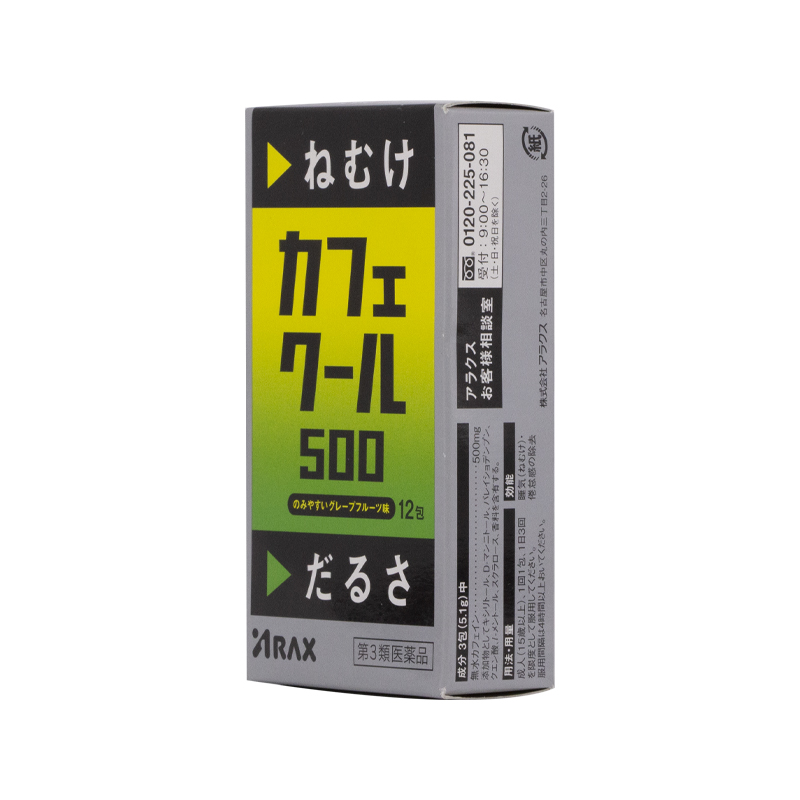 ねむけ
カフェ
クール
500
のみやすいグレープフルーツ味
12包
だるさ
ARAX
第3類医薬品
0120-225-081
受付：9:00～16:30
(土・日・祝日を除く)
アラクス
お客様相談室
紙
株式会社 アラクス 名古屋市中区丸の内三丁目2-26
成分 3包(5.1g)中
無水カフェイン……………………500mg
添加物としてキシリトール、D-マンニトール、バレイショデンプン、
クエン酸、l-メントール、スクラロース、香料を含有する。
効能
睡気(ねむけ)・
倦怠感の除去
用法・用量
成人(15歳以上)、1回1包、1日3回
を限度として服用してください。
服用間隔は4時間以上おいてください。